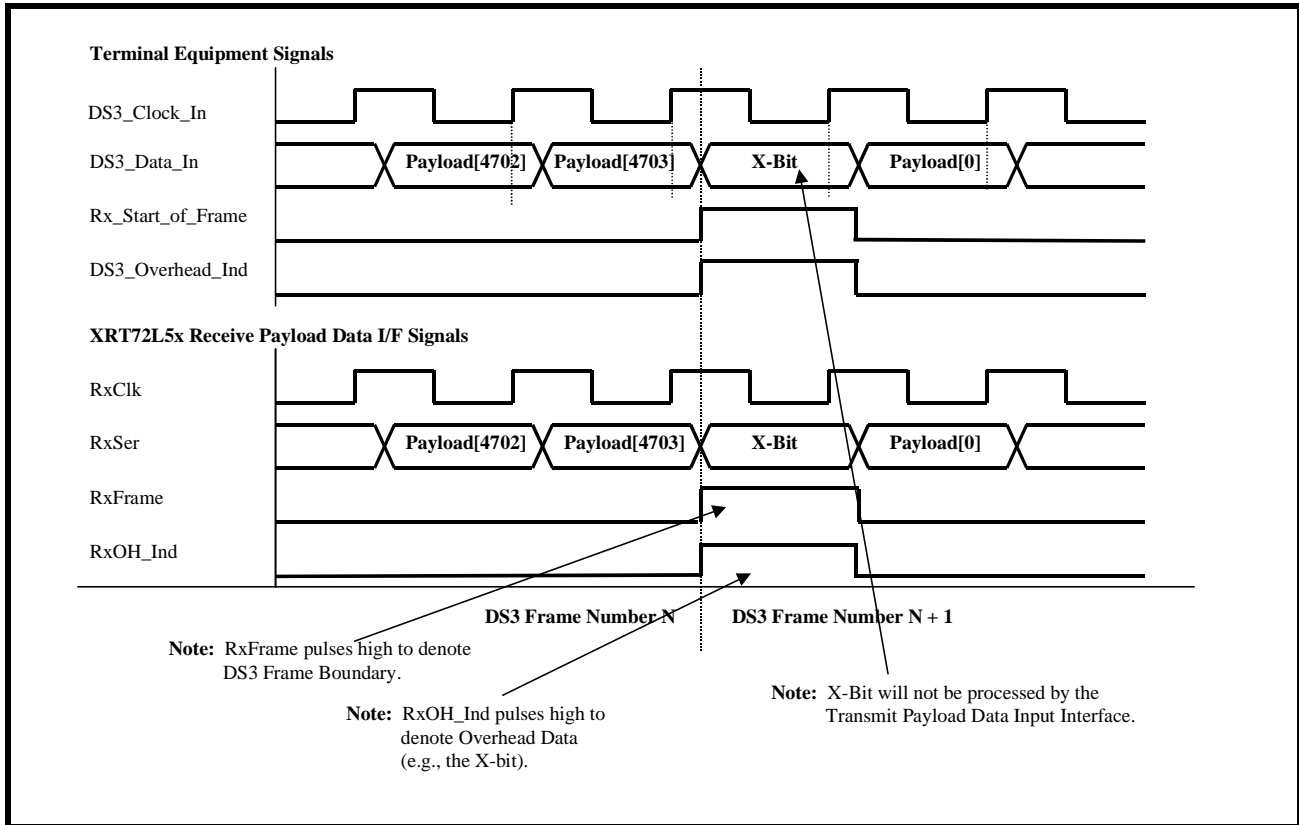 Terminal Equipment Signals
DS3_Clock_In
DS3_Data_In
Payload[4702] Payload[4703] X-Bit Payload[0]
Rx_Start_of_Frame
DS3_Overhead_Ind
XRT72L5x Receive Payload Data I/F Signals
RxClk
RxSer
Payload[4702] Payload[4703] X-Bit Payload[0]
RxFrame
RxOH_Ind
DS3 Frame Number N DS3 Frame Number N + 1
Note: RxFrame pulses high to denote
DS3 Frame Boundary.
Note: RxOH_Ind pulses high to
denote Overhead Data
(e.g., the X-bit).
Note: X-Bit will not be processed by the
Transmit Payload Data Input Interface.